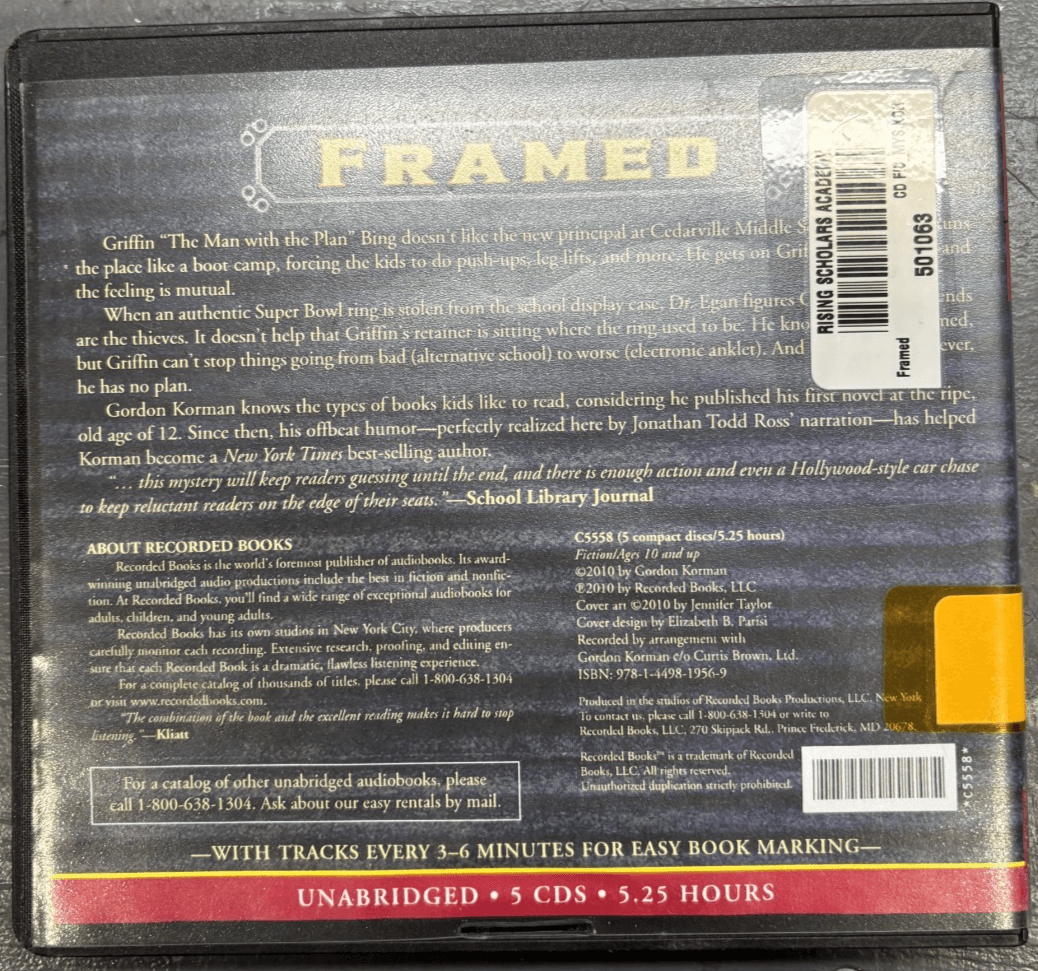 FRAMED
Griffin "The Man with the Plan" Bing doesn't like the new principal at Cedarville Middle
the place like a boot camp, forcing the kids to do push-ups, leg lifts, and more. He gets on and
the feeling is mutual.
When an authentic Super Bowl ring is stolen from the school display case, Dr. Egan figures
are the thieves. It doesn't help that Griffin's retainer is sitting where the ring used to be. He
but Griffin can't stop things going from bad (alternative school) to worse (electronic anklet). And
he has no plan.
Gordon Korman knows the types of books kids like to read, considering he published his first novel at the ripe,
old age of 12. Since then, his offbeat humor—perfectly realized here by Jonathan Todd Ross' narration—has helped
Korman become a New York Times best-selling author.
"... this mystery will keep readers guessing until the end, and there is enough action and even a Hollywood-style car chase
to keep reluctant readers on the edge of their seats."—School Library Journal
ABOUT RECORDED BOOKS
Recorded Books is the world's foremost publisher of audiobooks. Its award-
winning unabridged audio productions include the best in fiction and nonfic-
tion. At Recorded Books, you'll find a wide range of exceptional audiobooks for
adults, children, and young adults.
Recorded Books has its own studios in New York City, where producers
carefully monitor each recording. Extensive research, proofing, and editing en-
sure that each Recorded Book is a dramatic, flawless listening experience.
For a complete catalog of thousands of titles, please call 1-800-638-1304
or visit www.recordedbooks.com.
"The combination of the book and the excellent reading makes it hard to stop
listening."—Kliatt
For a catalog of other unabridged audiobooks, please
call 1-800-638-1304. Ask about our easy rentals by mail.
C5558 (5 compact discs/5.25 hours)
Fiction/Ages 10 and up
©2010 by Gordon Korman
℗2010 by Recorded Books, LLC
Cover art ©2010 by Jennifer Taylor
Cover design by Elizabeth B. Parisi
Recorded by arrangement with
Gordon Korman c/o Curtis Brown, Ltd.
ISBN: 978-1-4498-1956-9
Produced in the studios of Recorded Books Productions, LLC, New York
To contact us, please call 1-800-638-1304 or write to
Recorded Books, LLC, 270 Skipjack Rd., Prince Frederick, MD 20678.
Recorded Books™ is a trademark of Recorded
Books, LLC. All rights reserved.
Unauthorized duplication strictly prohibited.
*C5558*
—WITH TRACKS EVERY 3–6 MINUTES FOR EASY BOOK MARKING—
UNABRIDGED • 5 CDS • 5.25 HOURS
RISING SCHOLARS ACADEMY
CD FIC
501063
Framed